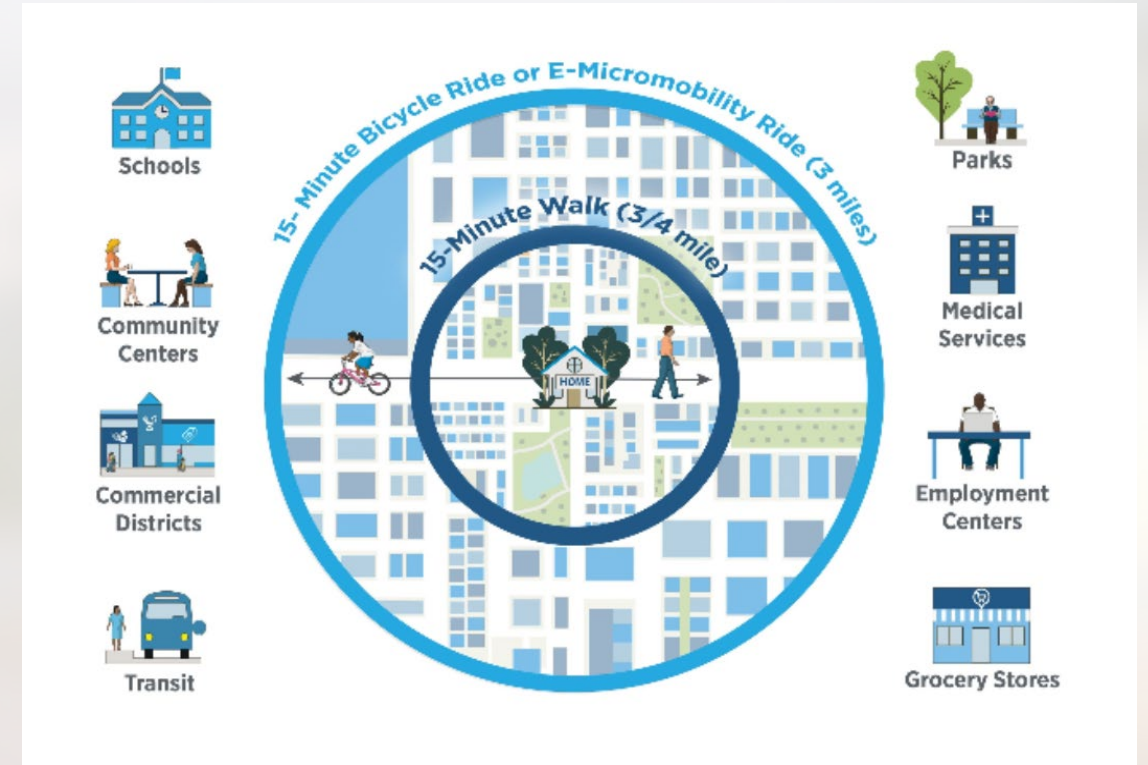 15- Minute Bicycle Ride or E-Micromobility Ride (3 miles)
15-Minute Walk (3/4 mile)
HOME
Schools
Community
Centers
Commercial
Districts
Transit
Parks
Medical
Services
Employment
Centers
Grocery Stores